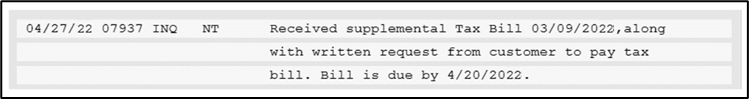 04/27/22 07937 INQ NT Received supplemental Tax Bill 03/09/2022,along
with written request from customer to pay tax
bill. Bill is due by 4/20/2022.